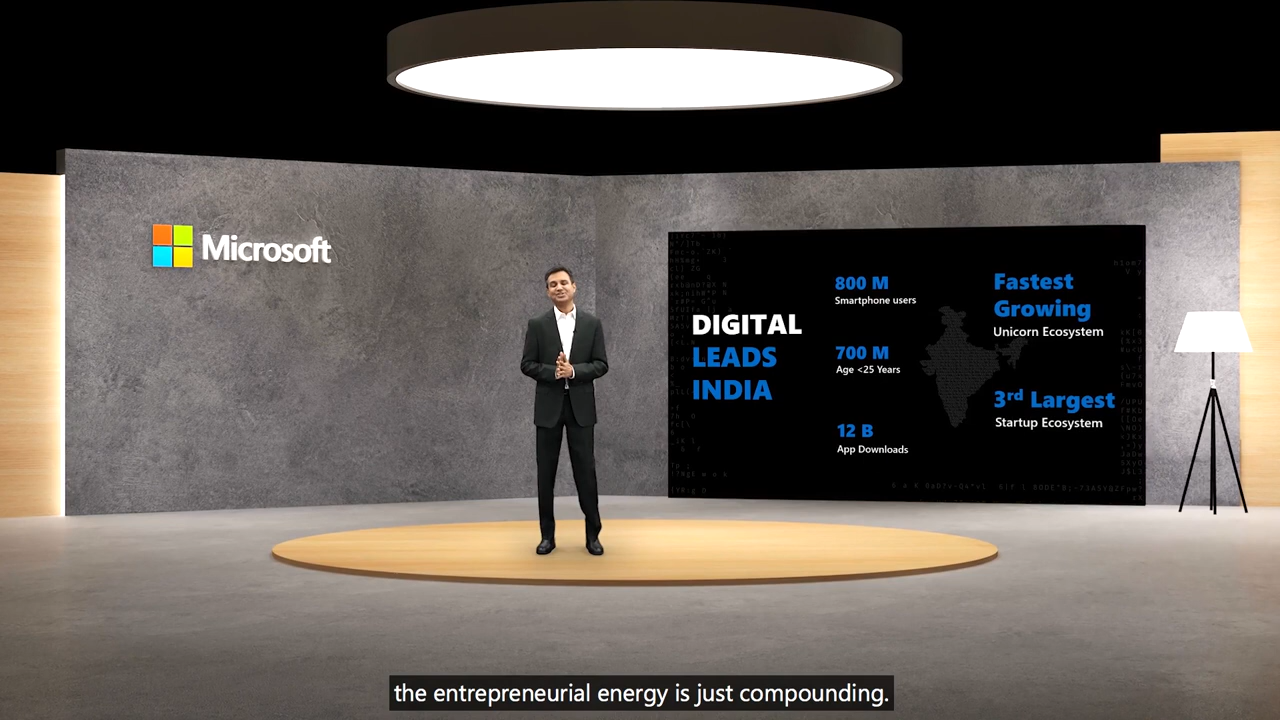 Microsoft
DIGITAL
LEADS
INDIA
800 M
Smartphone users
700 M
Age <25 Years
12 B
App Downloads
Fastest
Growing
Unicorn Ecosystem
3rd Largest
Startup Ecosystem
the entrepreneurial energy is just compounding.